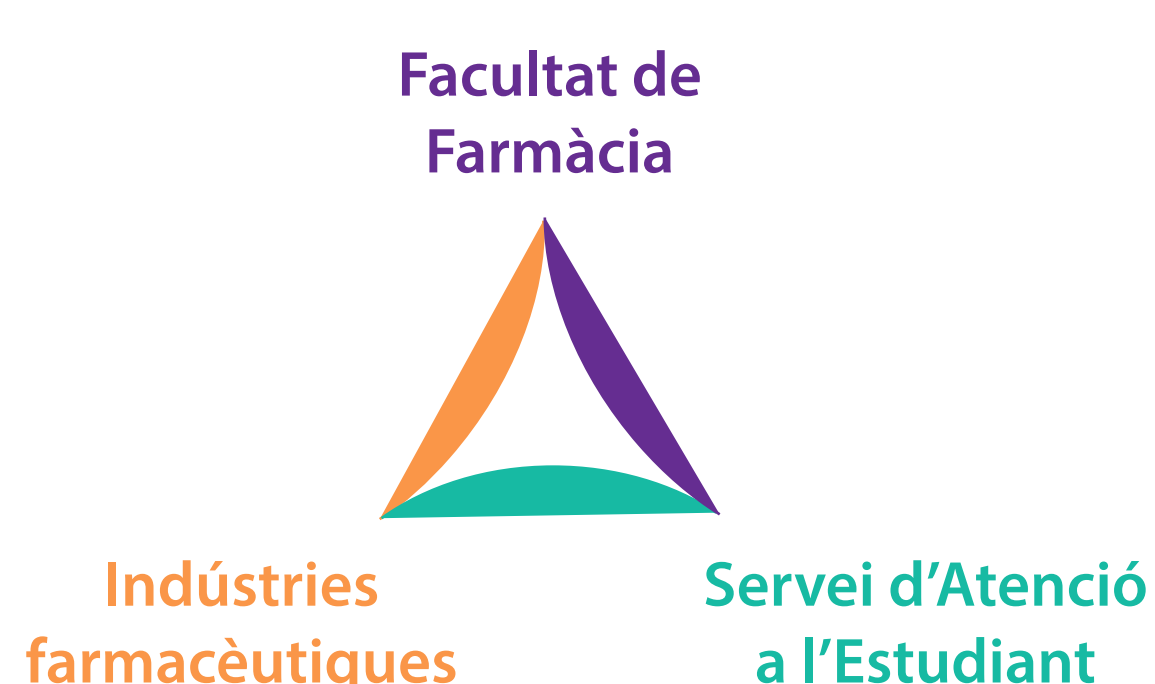 Facultat de
Farmàcia
Indústries
farmacèutiques
Servei d’Atenció
a l’Estudiant